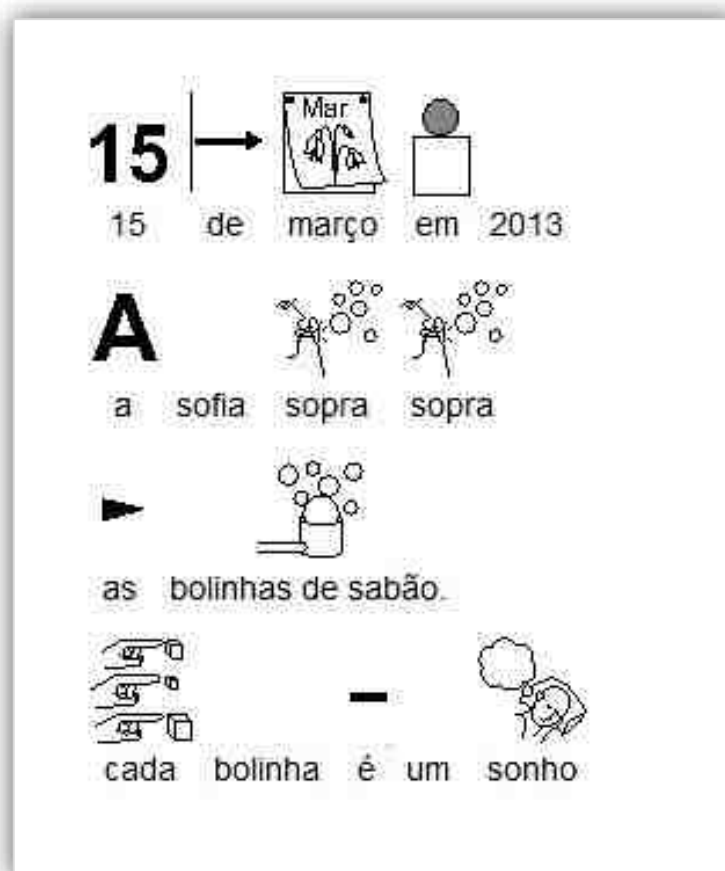 15 Mar
15 de março em 2013
A
a sofia sopra sopra
as bolinhas de sabão.
cada bolinha é um sonho